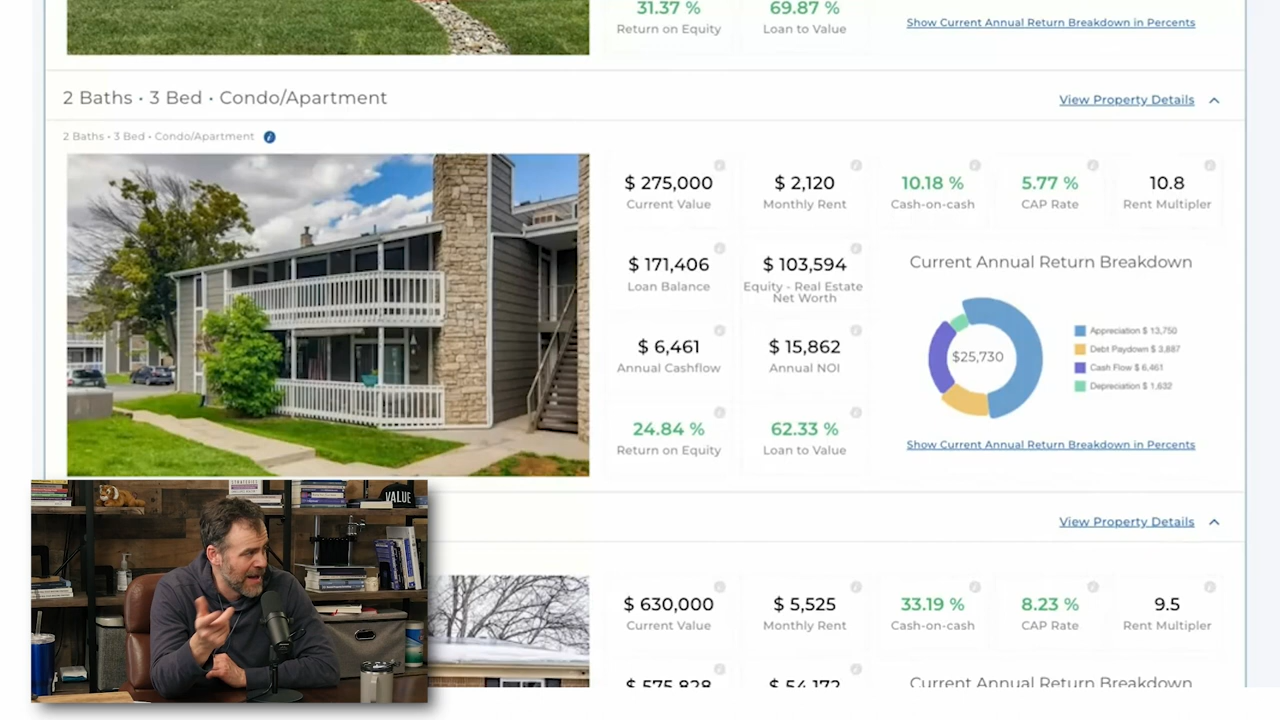 31.37 % 69.87 %
Return on Equity Loan to Value
Show Current Annual Return Breakdown in Percents
2 Baths • 3 Bed • Condo/Apartment
View Property Details
2 Baths • 3 Bed • Condo/Apartment
$ 275,000 $ 2,120 10.18 % 5.77 % 10.8
Current Value Monthly Rent Cash-on-cash CAP Rate Rent Multipler
$ 171,406 $ 103,594
Loan Balance Equity - Real Estate
Net Worth
Current Annual Return Breakdown
$25,730
Appreciation $ 13,750
Debt Paydown $ 3,887
Cash Flow $ 6,461
Depreciation $ 1,632
$ 6,461 $ 15,862
Annual Cashflow Annual NOI
24.84 % 62.33 %
Return on Equity Loan to Value
Show Current Annual Return Breakdown in Percents
VALUE
View Property Details
$ 630,000 $ 5,525 33.19 % 8.23 % 9.5
Current Value Monthly Rent Cash-on-cash CAP Rate Rent Multipler
$ 575,828 $ 54,172
Current Annual Return Breakdown